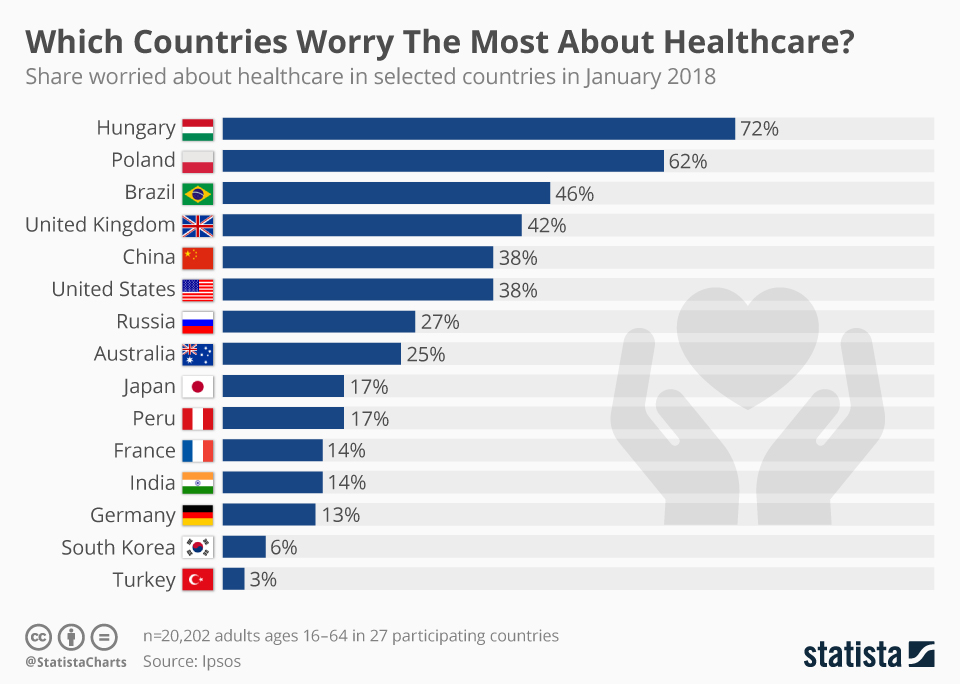 Which Countries Worry The Most About Healthcare?
Share worried about healthcare in selected countries in January 2018
Hungary 72%
Poland 62%
Brazil 46%
United Kingdom 42%
China 38%
United States 38%
Russia 27%
Australia 25%
Japan 17%
Peru 17%
France 14%
India 14%
Germany 13%
South Korea 6%
Turkey 3%
cc
n=20,202 adults ages 16–64 in 27 participating countries
@StatistaCharts
Source: Ipsos
statista